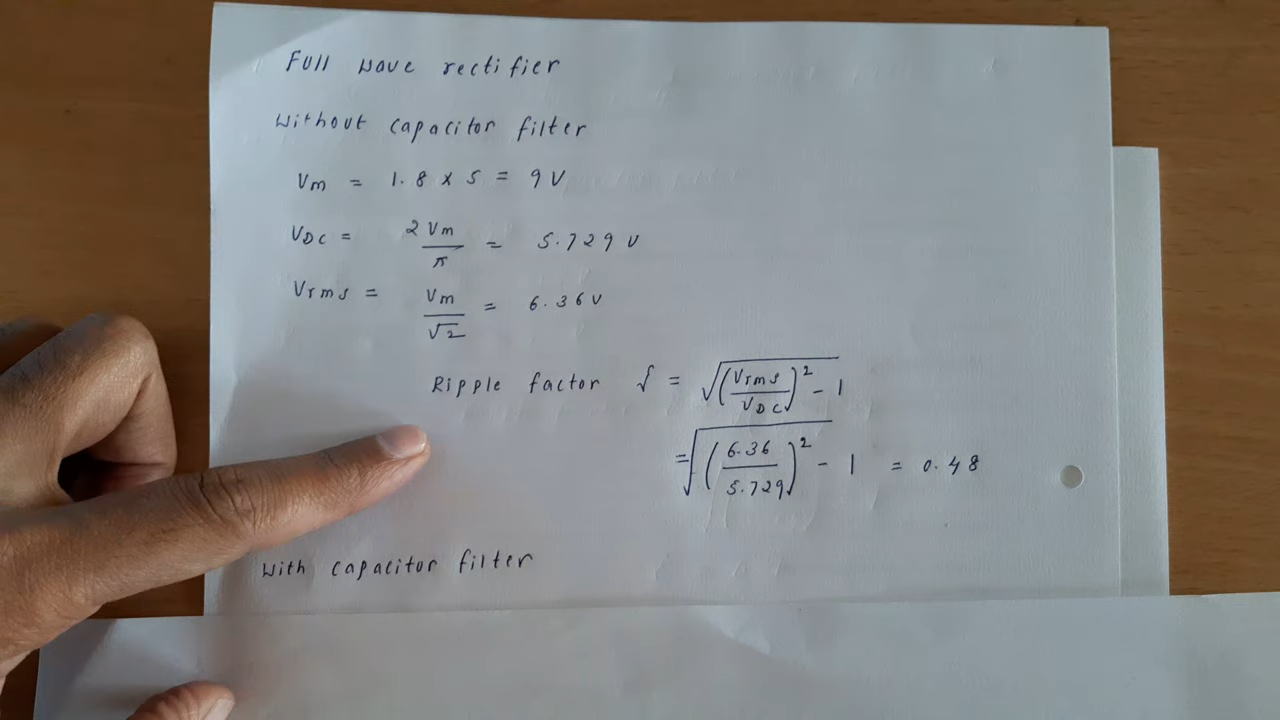 Full wave rectifier
Without capacitor filter
Vm = 1.8 × 5 = 9V
VDC = 2Vm/π = 5.729 V
Vrms = Vm/√2 = 6.36V
Ripple factor γ = √((Vrms/VDC)² - 1)
= √((6.36/5.729)² - 1) = 0.48
With capacitor filter